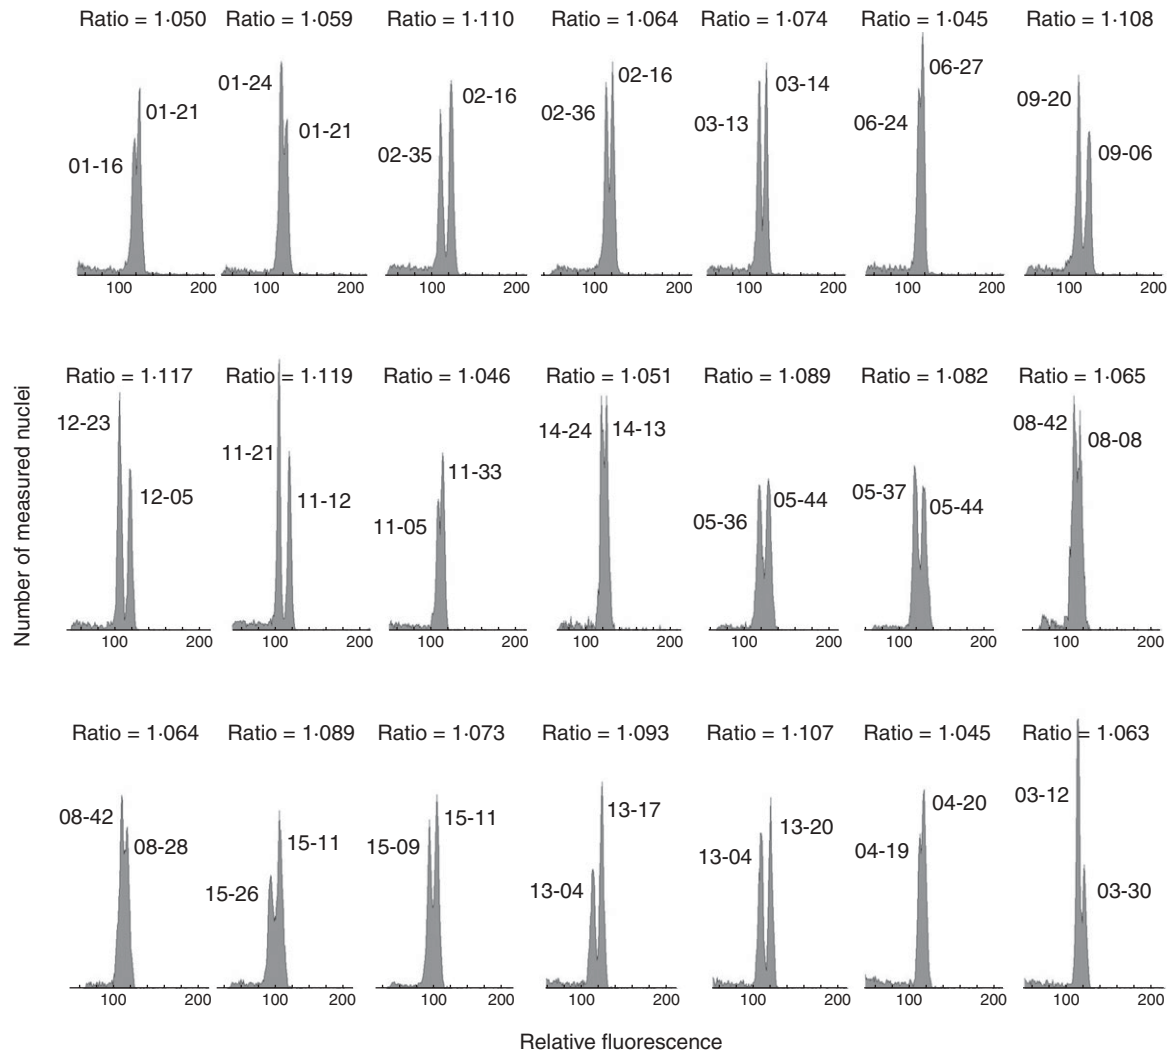 Ratio = 1·050 Ratio = 1·059 Ratio = 1·110 Ratio = 1·064 Ratio = 1·074 Ratio = 1·045 Ratio = 1·108
01-16 01-21 01-24 01-21 02-35 02-16 02-36 02-16 03-13 03-14 06-24 06-27 09-20 09-06
100 200 100 200 100 200 100 200 100 200 100 200 100 200
Number of measured nuclei
Ratio = 1·117 Ratio = 1·119 Ratio = 1·046 Ratio = 1·051 Ratio = 1·089 Ratio = 1·082 Ratio = 1·065
12-23 12-05 11-21 11-12 11-05 11-33 14-24 14-13 05-36 05-44 05-37 05-44 08-42 08-08
100 200 100 200 100 200 100 200 100 200 100 200 100 200
Ratio = 1·064 Ratio = 1·089 Ratio = 1·073 Ratio = 1·093 Ratio = 1·107 Ratio = 1·045 Ratio = 1·063
08-42 08-28 15-26 15-11 15-09 15-11 13-04 13-17 13-04 13-20 04-19 04-20 03-12 03-30
100 200 100 200 100 200 100 200 100 200 100 200 100 200
Relative fluorescence